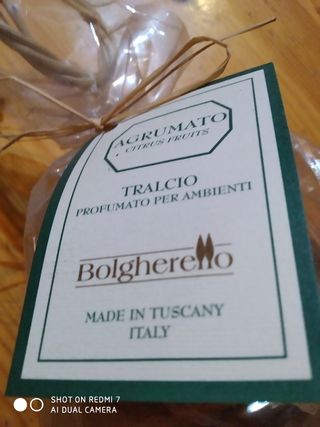 AGRUMATO
CITRUS FRUITS
TRALCIO
PROFUMATO PER AMBIENTI
Bolgherello
MADE IN TUSCANY
ITALY
SHOT ON REDMI 7
AI DUAL CAMERA